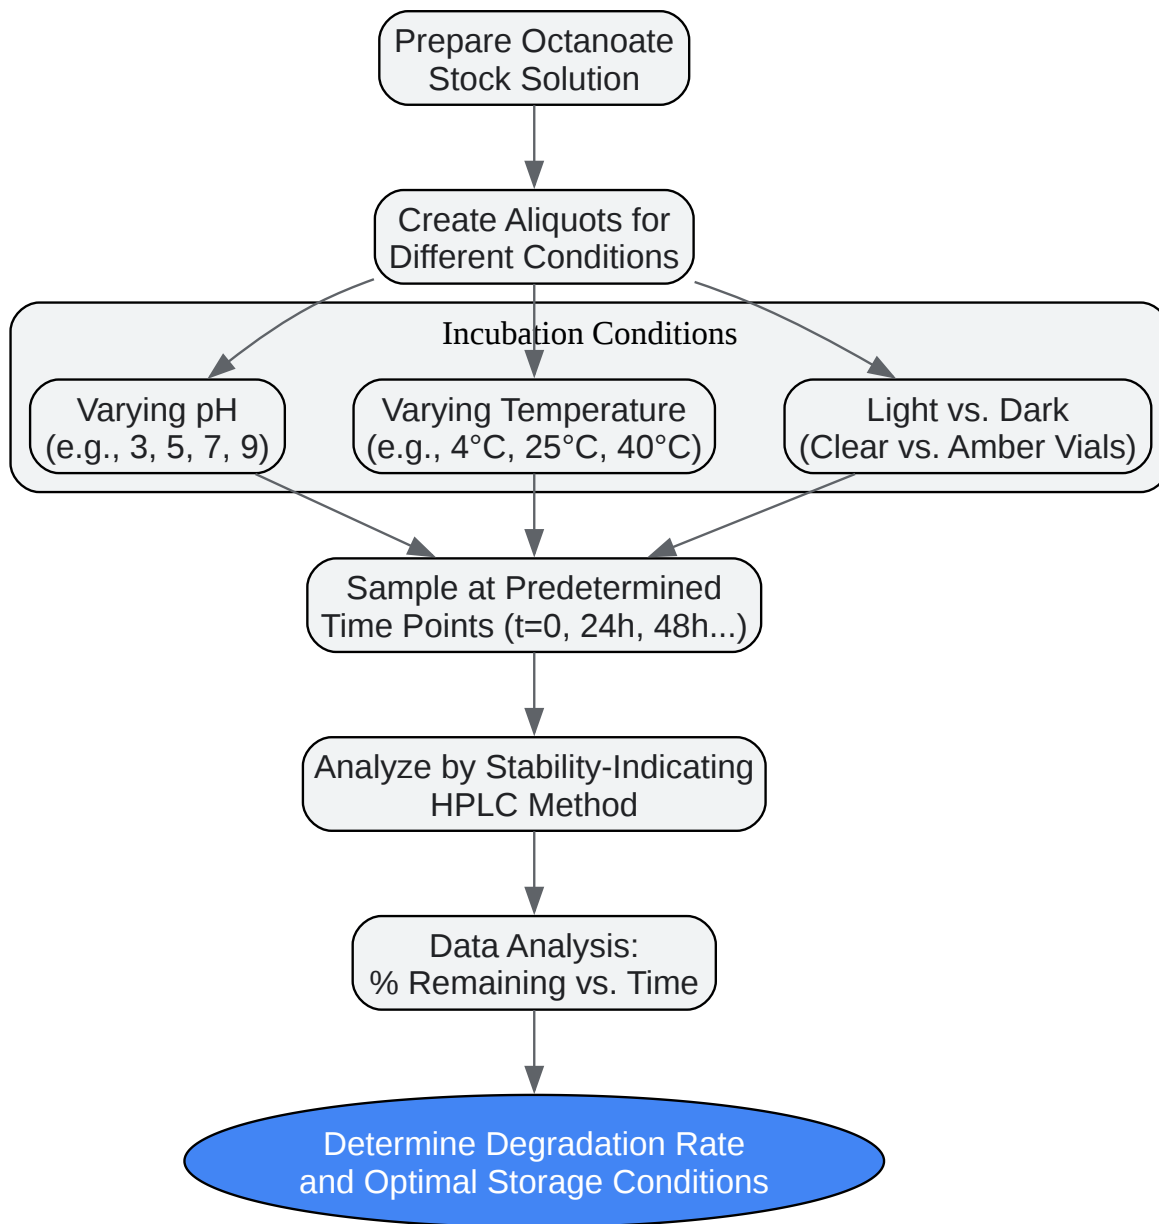 Prepare Octanoate
Stock Solution
Create Aliquots for
Different Conditions
Incubation Conditions
Varying pH
(e.g., 3, 5, 7, 9)
Varying Temperature
(e.g., 4°C, 25°C, 40°C)
Light vs. Dark
(Clear vs. Amber Vials)
Sample at Predetermined
Time Points (t=0, 24h, 48h...)
Analyze by Stability-Indicating
HPLC Method
Data Analysis:
% Remaining vs. Time
Determine Degradation Rate
and Optimal Storage Conditions